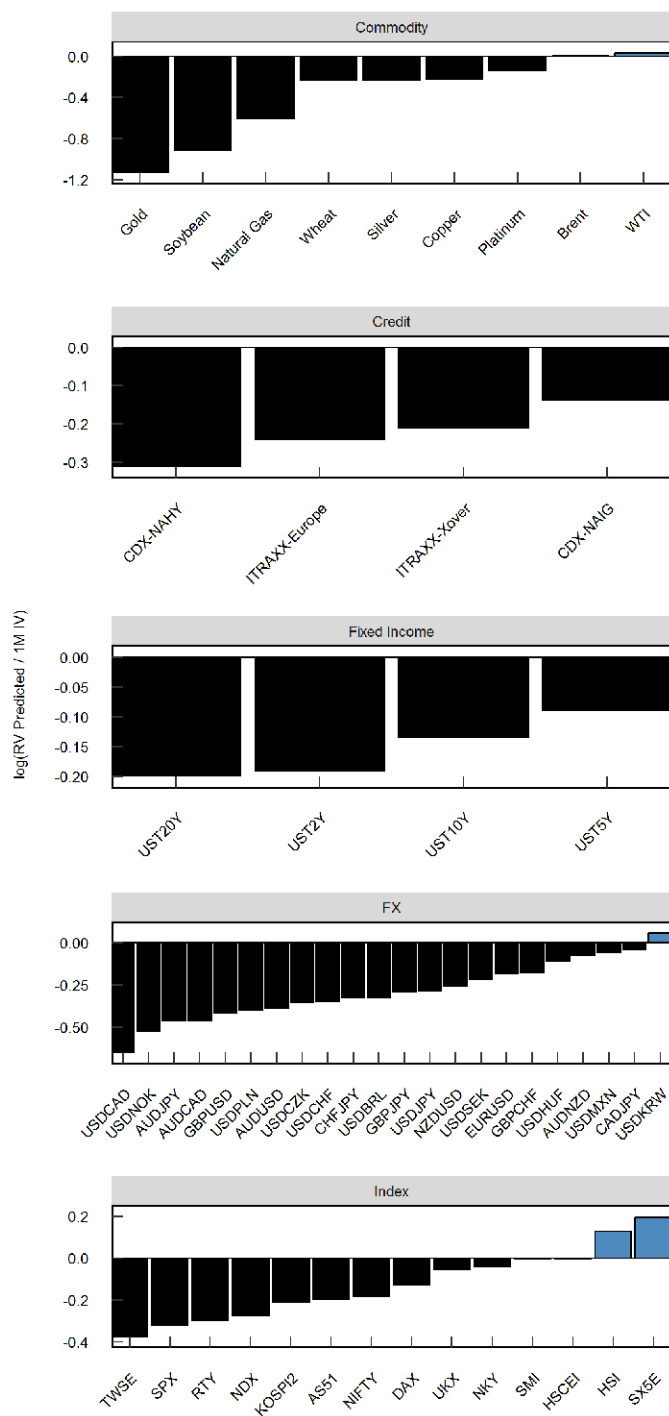 Commodity
0.0
-0.4
-0.8
-1.2
Gold
Soybean
Natural Gas
Wheat
Silver
Copper
Platinum
Brent
WTI
Credit
0.0
-0.1
-0.2
-0.3
CDX-NAHY
ITRAXX-Europe
ITRAXX-Xover
CDX-NAIG
log(RV Predicted / 1M IV)
Fixed Income
0.00
-0.05
-0.10
-0.15
-0.20
UST20Y
UST2Y
UST10Y
UST5Y
FX
0.00
-0.25
-0.50
USDCAD
USDNOK
AUDJPY
AUDCAD
GBPUSD
USDPLN
AUDUSD
USDCZK
USDCHF
CHFJPY
USDBRL
GBPJPY
USDJPY
NZDUSD
USDSEK
EURUSD
GBPCHF
USDHUF
AUDNZD
USDMXN
CADJPY
USDKRW
Index
0.2
0.0
-0.2
-0.4
TWSE
SPX
RTY
NDX
KOSPI2
AS51
NIFTY
DAX
UKX
NKY
SMI
HSCEI
HSI
SX5E